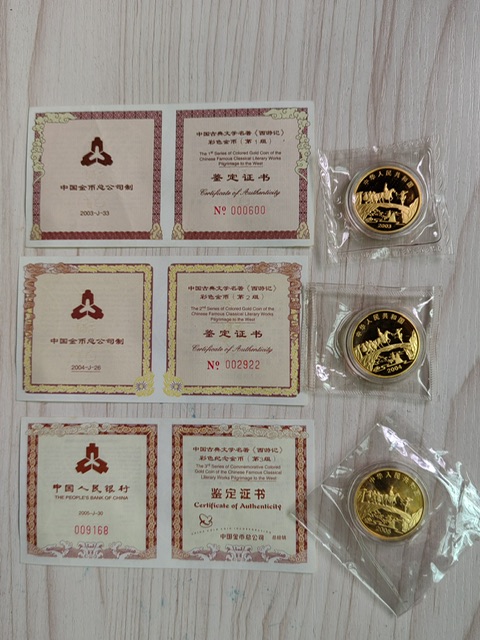 中国金币总公司制
2003-J-33
中国古典文学名著《西游记》
彩色金币（第1组）
The 1st Series of Colored Gold Coin of the
Chinese Famous Classical Literary Works
Pilgrimage to the West
鉴定证书
Certificate of Authenticity
№ 000600
中华人民共和国
2003
中国金币总公司制
2004-J-26
中国古典文学名著《西游记》
彩色金币（第2组）
The 2nd Series of Colored Gold Coin of the
Chinese Famous Classical Literary Works
Pilgrimage to the West
鉴定证书
Certificate of Authenticity
№ 002922
中华人民共和国
2004
中国人民银行
THE PEOPLE'S BANK OF CHINA
2005-J-30
009168
中国古典文学名著《西游记》
彩色纪念金币（第3组）
The 3rd Series of Commemorative Colored
Gold Coin of Chinese Famous Classical
Literary Works Pilgrimage to the West
鉴定证书
Certificate of Authenticity
CHINA GOLD COIN INCORPORATION
中国金币总公司
总经销
中华人民共和国